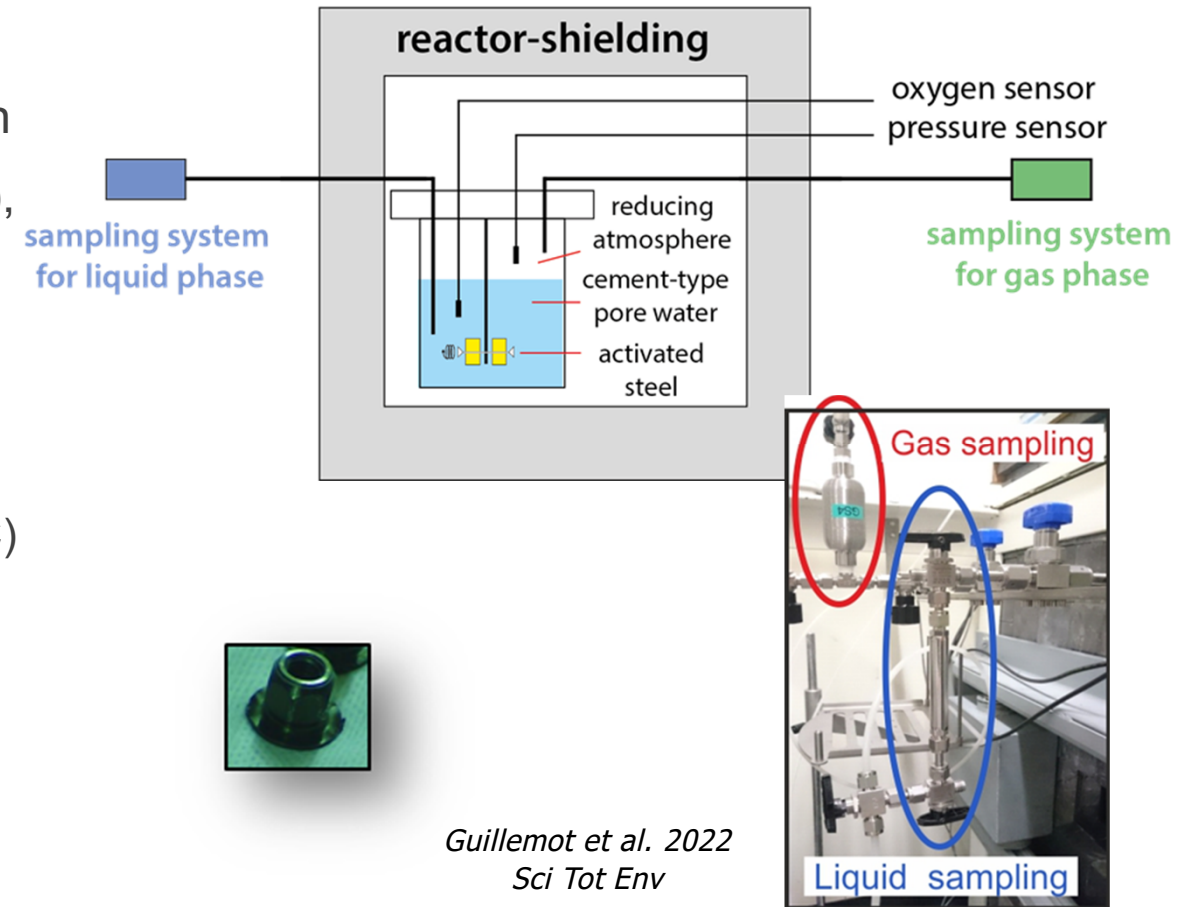 reactor-shielding
oxygen sensor
pressure sensor
sampling system
for liquid phase
reducing
atmosphere
cement-type
pore water
activated
steel
sampling system
for gas phase
Gas sampling
GS4
Liquid sampling
Guillemot et al. 2022
Sci Tot Env